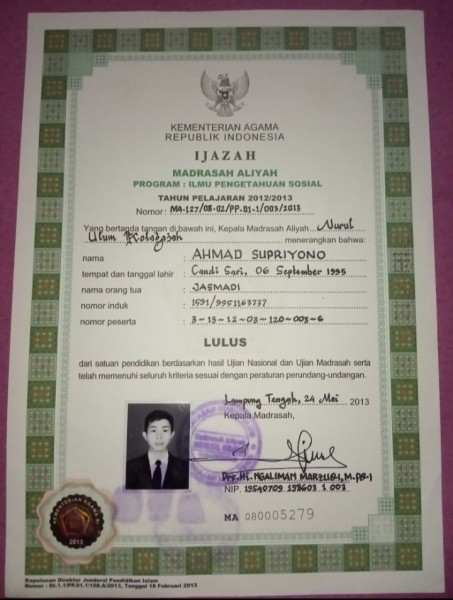 KEMENTERIAN AGAMA
REPUBLIK INDONESIA
IJAZAH
MADRASAH ALIYAH
PROGRAM : ILMU PENGETAHUAN SOSIAL
TAHUN PELAJARAN 2012/2013
Nomor: MA-127/08-02/PP.01-1/003/2013
Yang bertanda tangan di bawah ini, Kepala Madrasah Aliyah Nurul
Ulum menerangkan bahwa:
nama : AHMAD SUPRIYONO
tempat dan tanggal lahir : Candi Sari, 06 September 1995
nama orang tua : JASMADI
nomor induk : 1591/9951163737
nomor peserta : 3-13-12-03-120-003-6
LULUS
dari satuan pendidikan berdasarkan hasil Ujian Nasional dan Ujian Madrasah serta
telah memenuhi seluruh kriteria sesuai dengan peraturan perundang-undangan.
Lampung Tengah, 24 Mei 2013
Kepala Madrasah,
Drs. Hi. NGALIMAN MARZUQI, M.Pd.I
NIP. 19540709 198603 1 003
MA 080005279
KEMENTERIAN AGAMA
2013
Keputusan Direktur Jenderal Pendidikan Islam
Nomor : Dt.I.I/PP.01.1/108.A/2013, Tanggal 18 Februari 2013